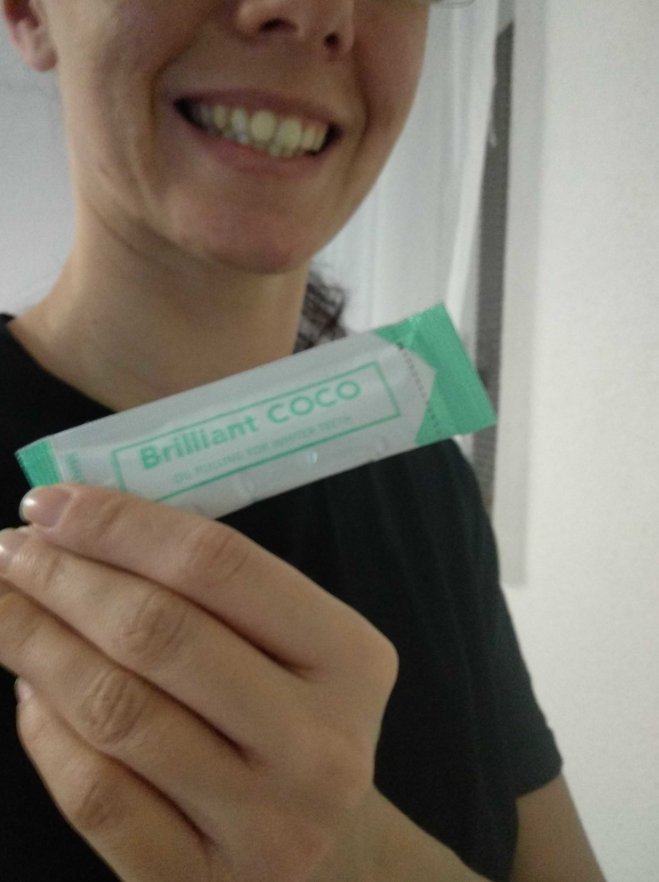 Brilliant COCO
OIL PULLING FOR WHITER TEETH